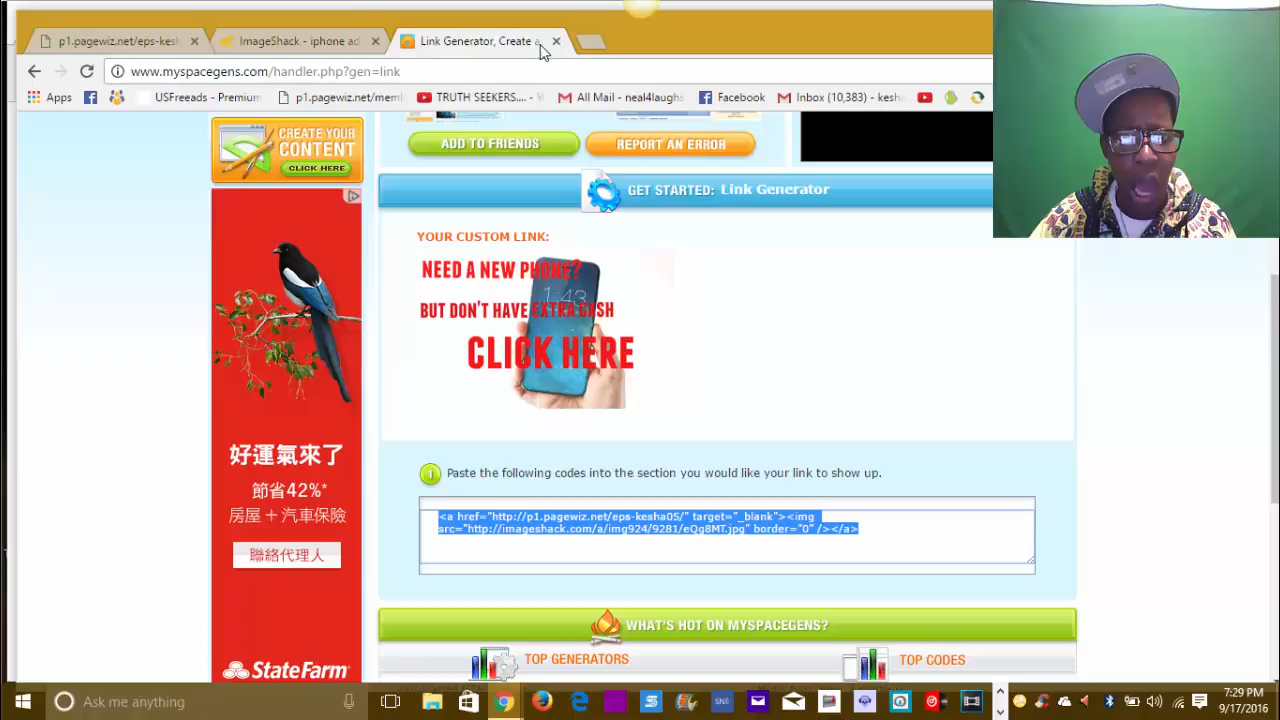 p1.pagewiz.net/eps-kesh
ImageShack - iphone ad
Link Generator, Create a
www.myspacegens.com/handler.php?gen=link
Apps
USFreeads - Premium
p1.pagewiz.net/mem
TRUTH SEEKERS.... - Y
All Mail - neal4laughs
Facebook
Inbox (10,383) - kesh
CREATE YOUR
CONTENT
CLICK HERE
ADD TO FRIENDS
REPORT AN ERROR
GET STARTED: Link Generator
YOUR CUSTOM LINK:
NEED A NEW PHONE?
1:43
BUT DON'T HAVE EXTRA CASH
CLICK HERE
好運氣來了
節省42%*
房屋+汽車保險
聯絡代理人
StateFarm
1 Paste the following codes into the section you would like your link to show up.
<a href="http://p1.pagewiz.net/eps-kesha05/" target="_blank"><img
src="http://imageshack.com/a/img924/9281/eQg8MT.jpg" border="0" /></a>
WHAT'S HOT ON MYSPACEGENS?
TOP GENERATORS
TOP CODES
Ask me anything
SNE
7:29 PM
9/17/2016